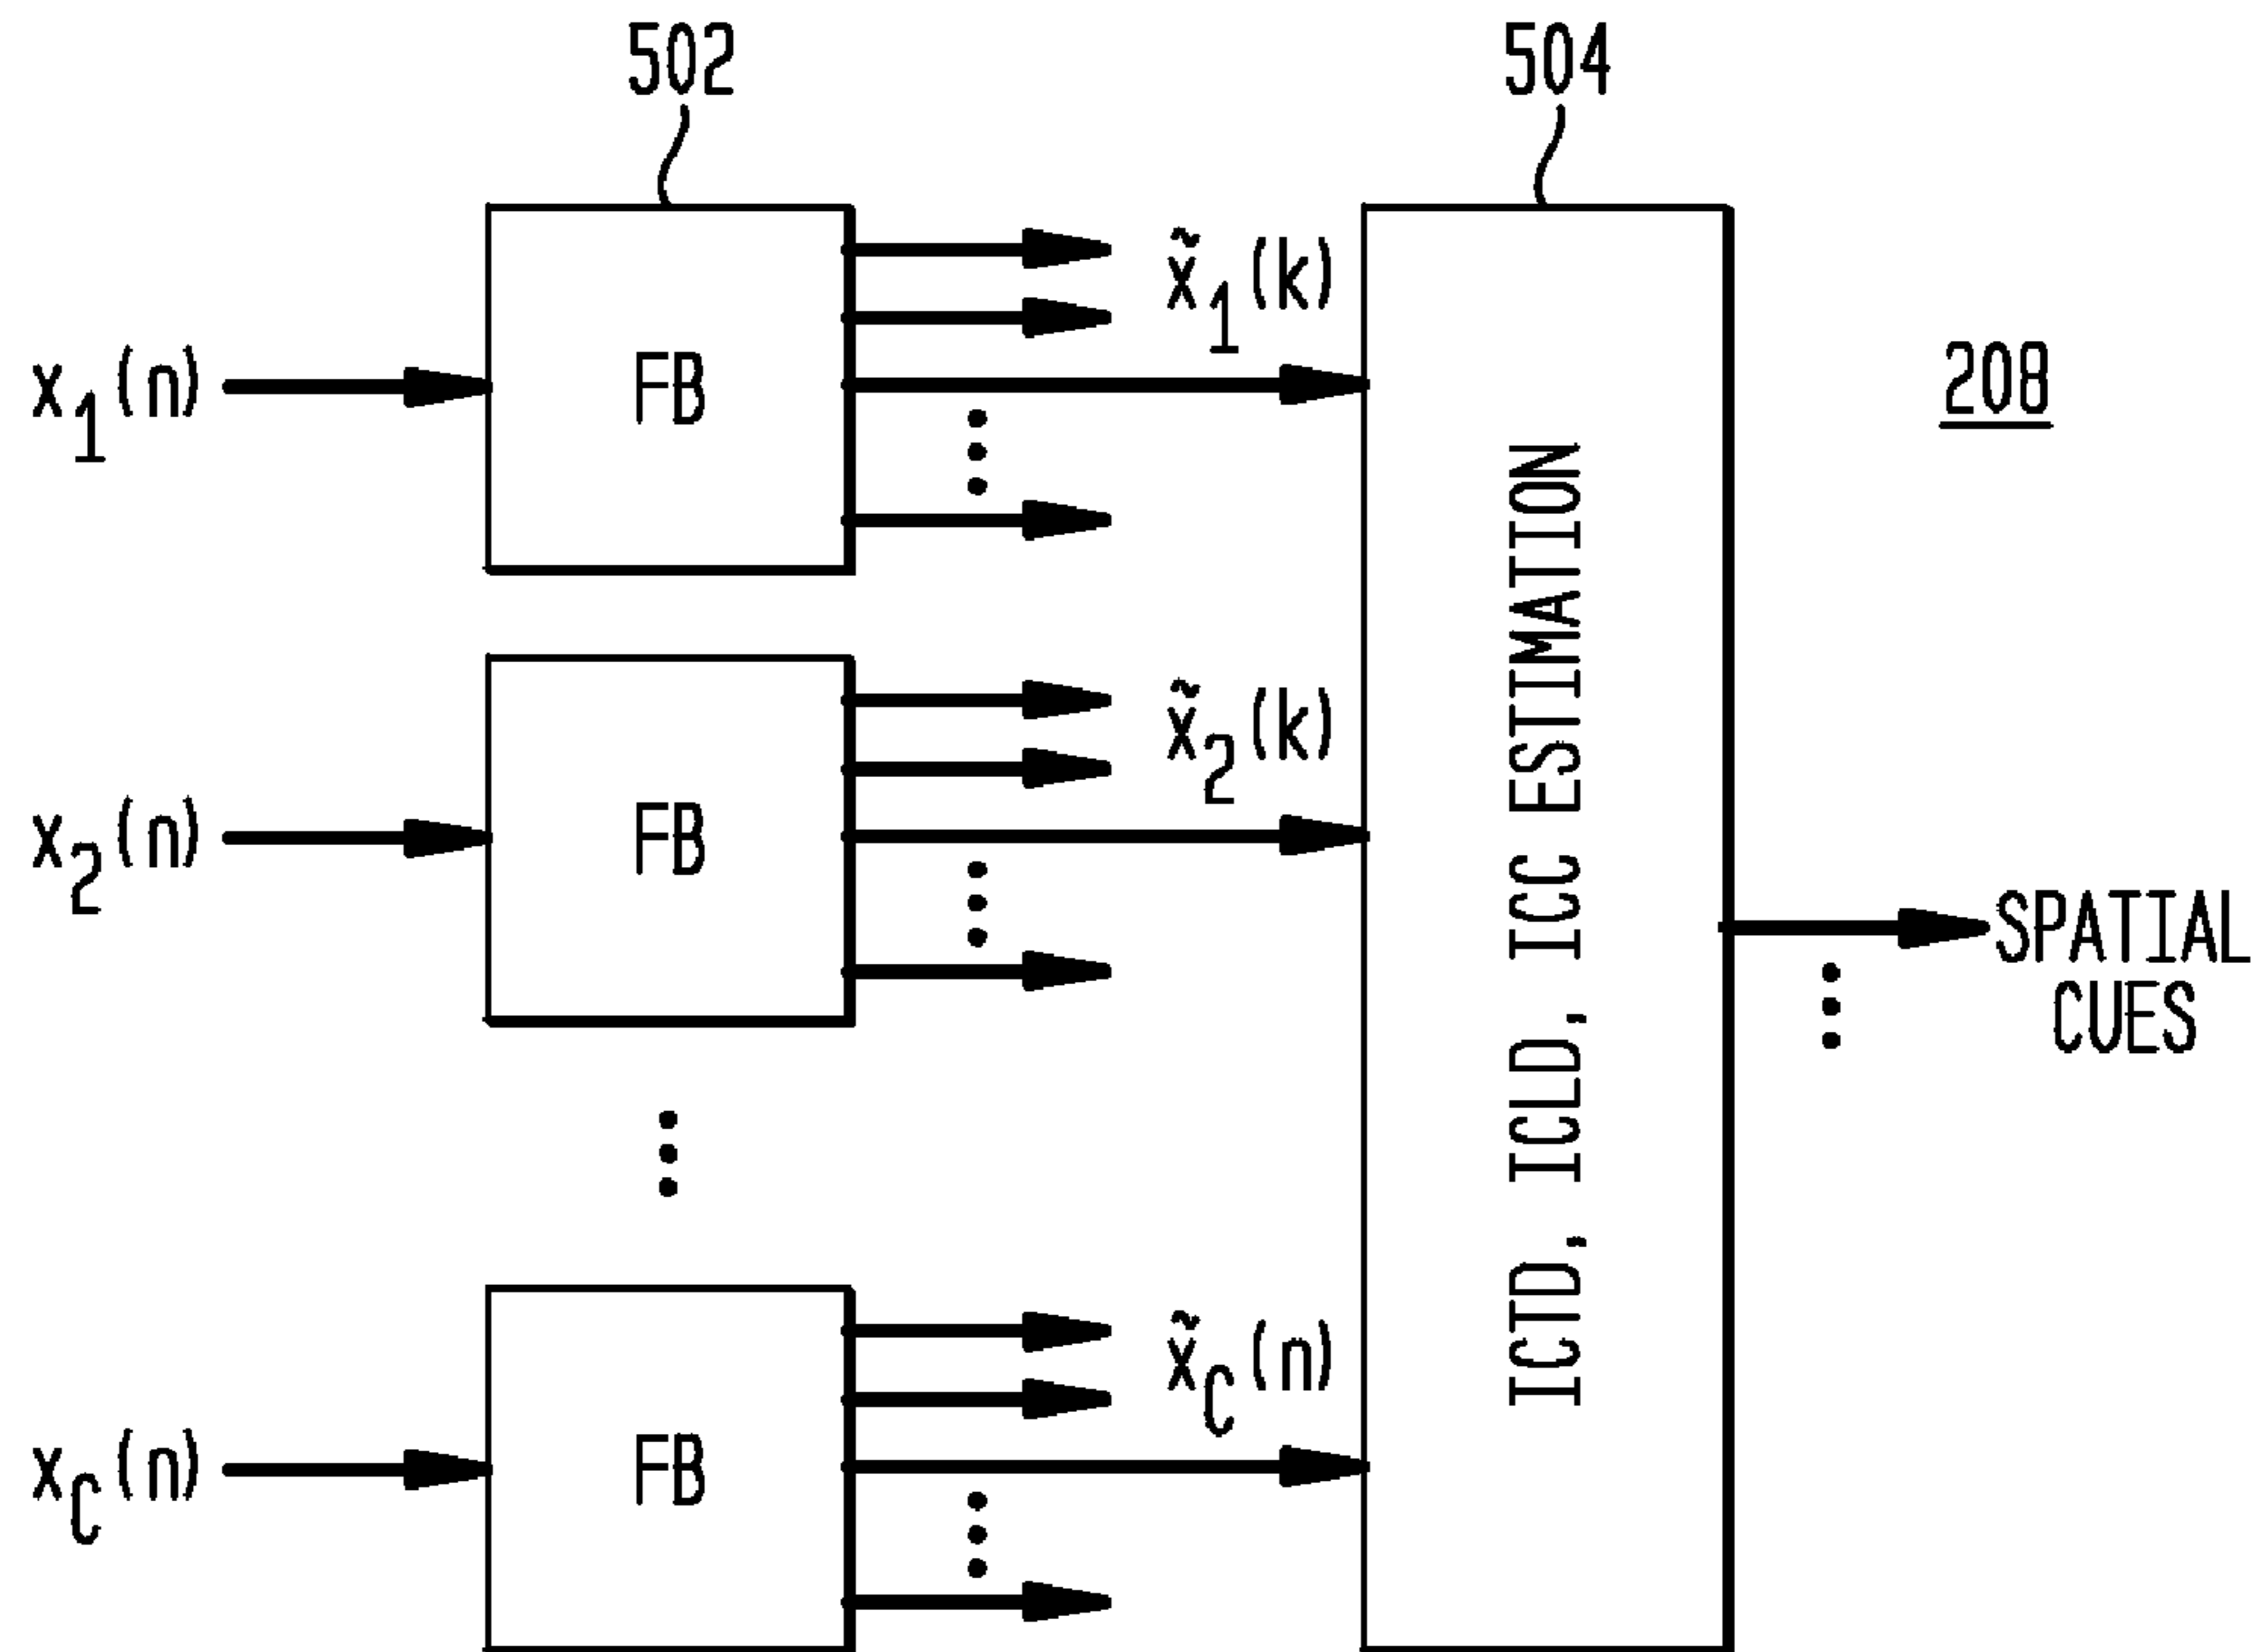 502
504
x̃1(k)
x1(n)
FB
208
x̃2(k)
x2(n)
FB
ICTD, ICLD, ICC ESTIMATION
SPATIAL
CUES
x̃C(n)
xC(n)
FB